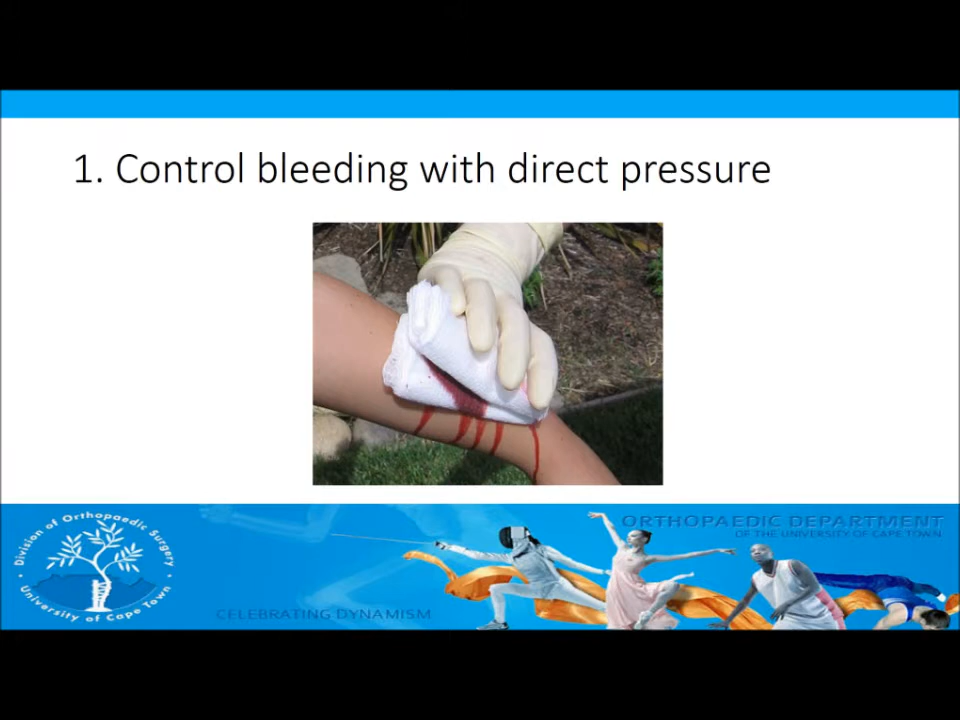 1. Control bleeding with direct pressure
Division of Orthopaedic Surgery
University of Cape Town
ORTHOPAEDIC DEPARTMENT
OF THE UNIVERSITY OF CAPE TOWN
CELEBRATING DYNAMISM